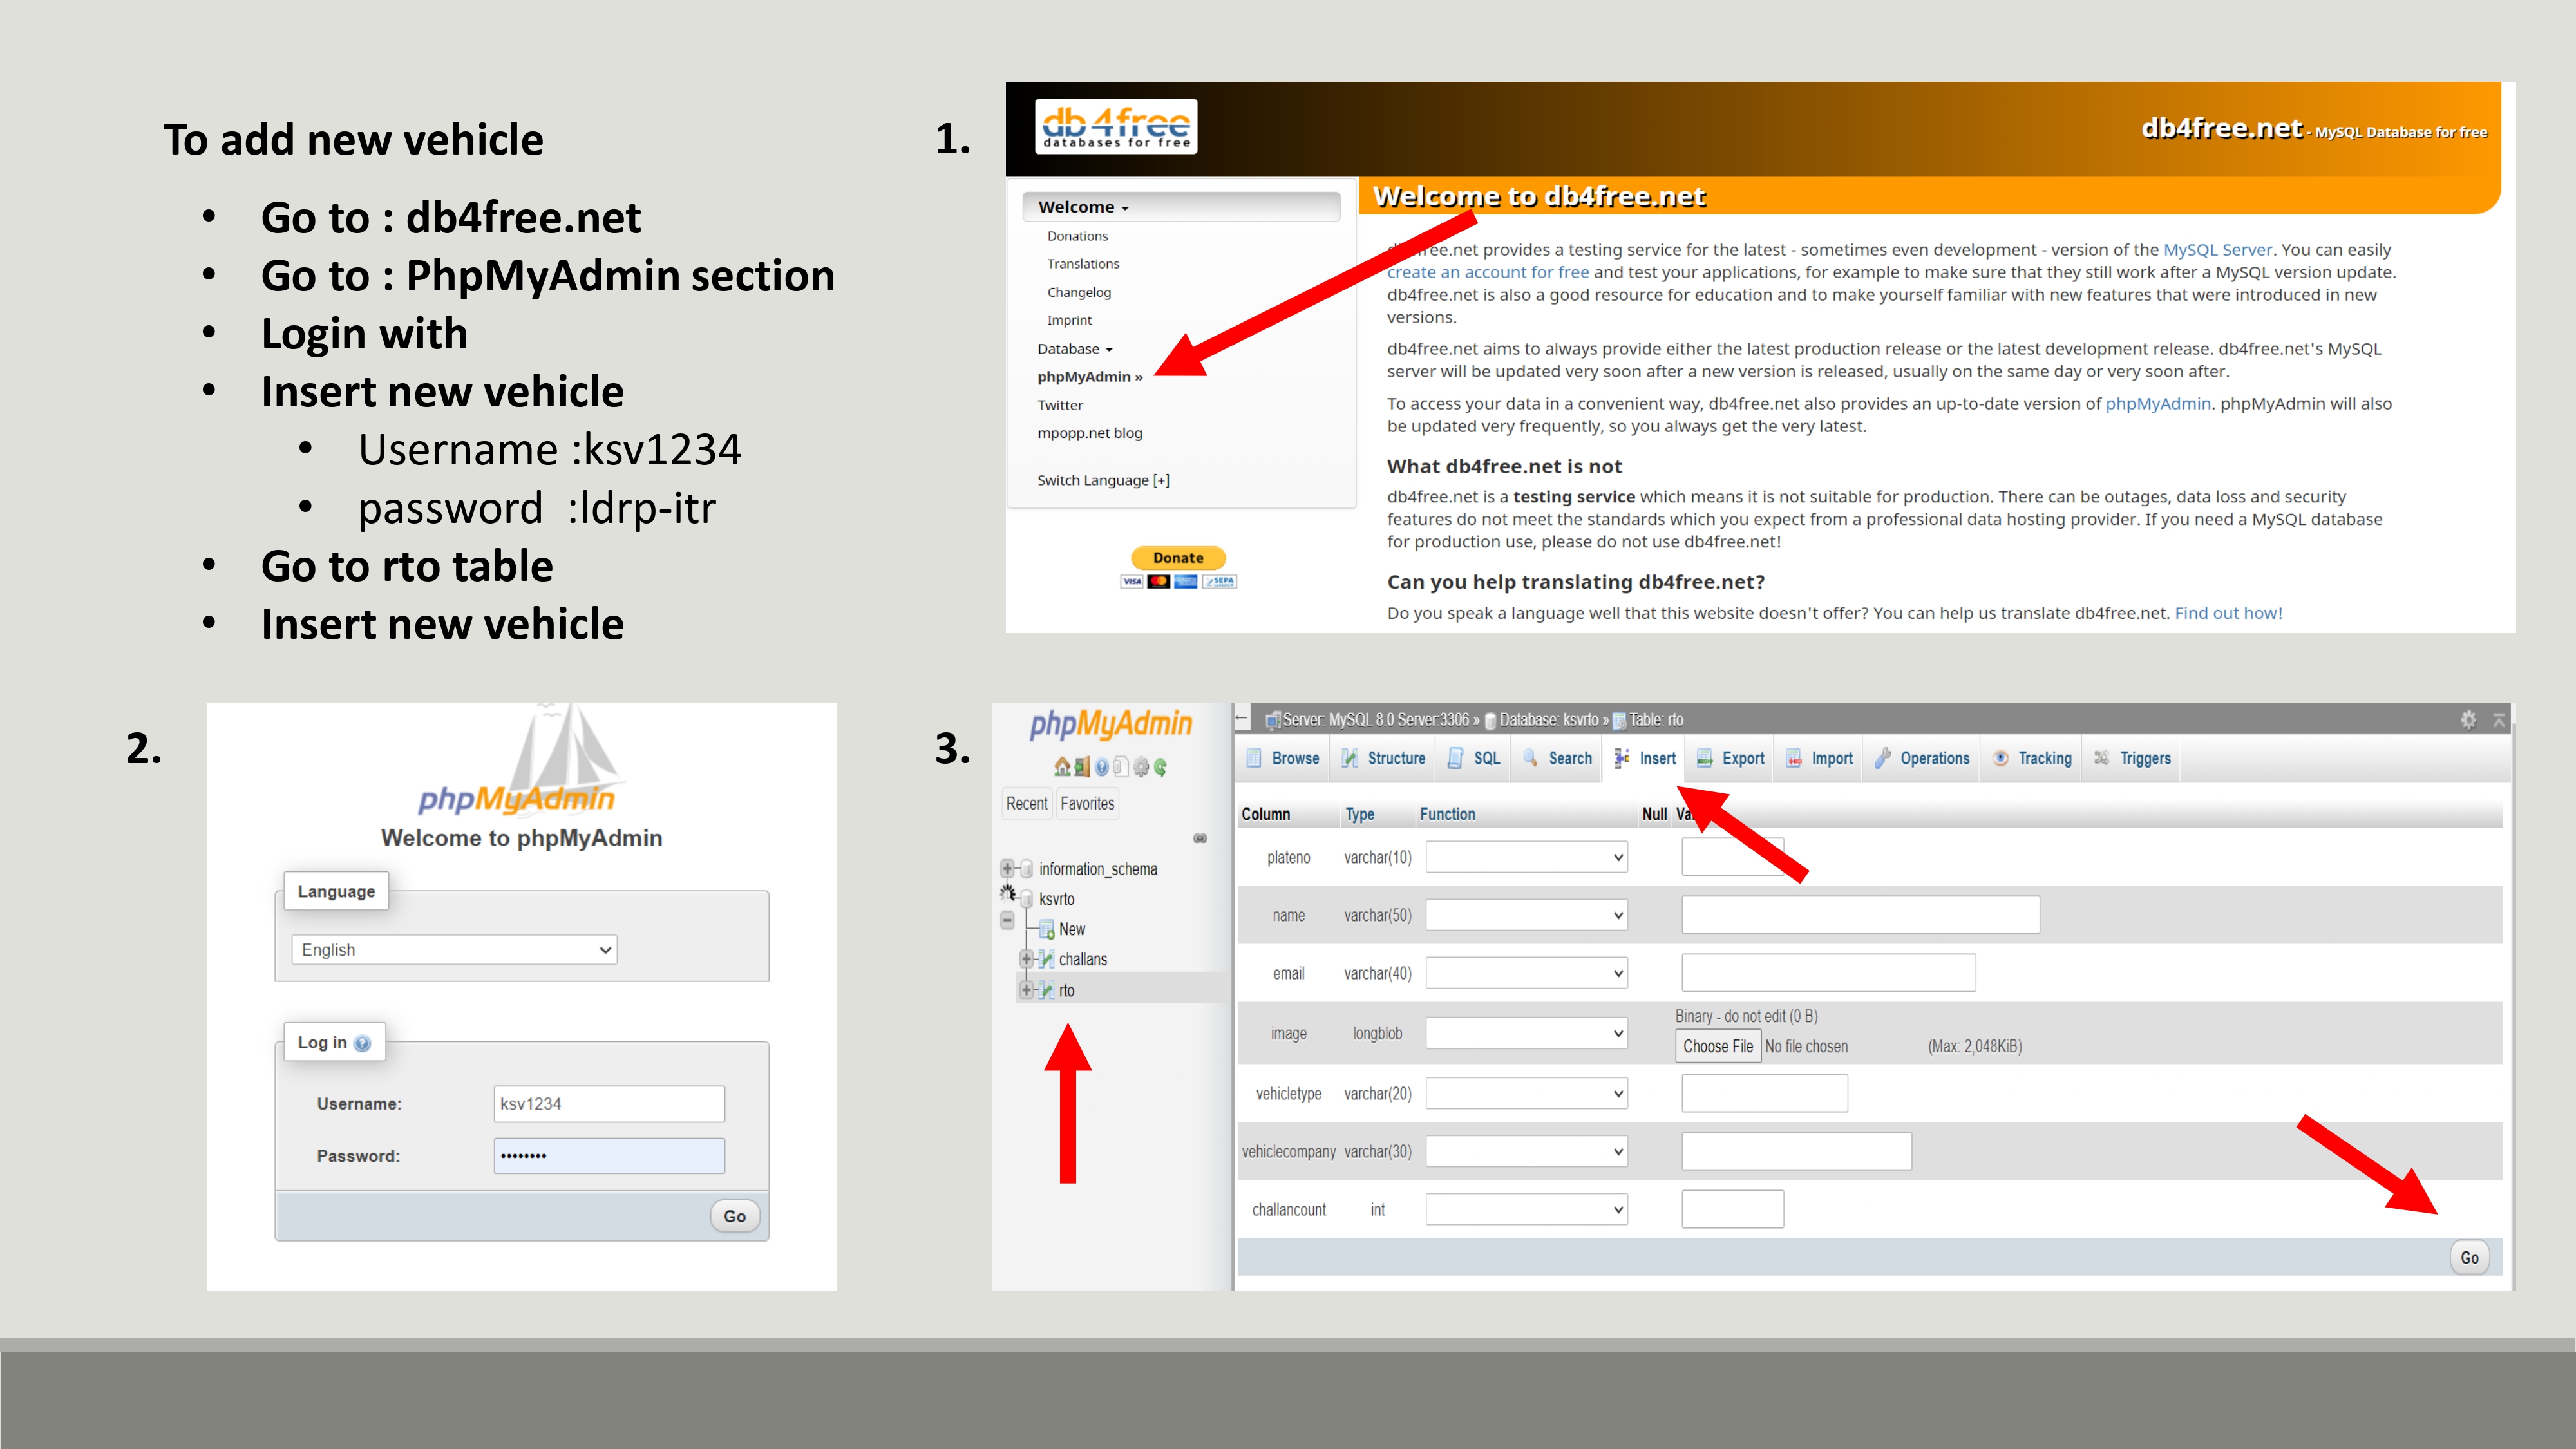 To add new vehicle
• Go to : db4free.net
• Go to : PhpMyAdmin section
• Login with
• Insert new vehicle
• Username :ksv1234
• password :ldrp-itr
• Go to rto table
• Insert new vehicle
1.
db4free
databases for free
db4free.net - MySQL Database for free
Welcome
Donations
Translations
Changelog
Imprint
Database
phpMyAdmin »
Twitter
mpopp.net blog
Switch Language [+]
Donate
VISA
SEPA
Welcome to db4free.net
db4free.net provides a testing service for the latest - sometimes even development - version of the MySQL Server. You can easily
create an account for free and test your applications, for example to make sure that they still work after a MySQL version update.
db4free.net is also a good resource for education and to make yourself familiar with new features that were introduced in new
versions.
db4free.net aims to always provide either the latest production release or the latest development release. db4free.net's MySQL
server will be updated very soon after a new version is released, usually on the same day or very soon after.
To access your data in a convenient way, db4free.net also provides an up-to-date version of phpMyAdmin. phpMyAdmin will also
be updated very frequently, so you always get the very latest.
What db4free.net is not
db4free.net is a testing service which means it is not suitable for production. There can be outages, data loss and security
features do not meet the standards which you expect from a professional data hosting provider. If you need a MySQL database
for production use, please do not use db4free.net!
Can you help translating db4free.net?
Do you speak a language well that this website doesn't offer? You can help us translate db4free.net. Find out how!
2.
phpMyAdmin
Welcome to phpMyAdmin
Language
English
Log in
Username: ksv1234
Password: ••••••••
Go
3.
phpMyAdmin
Recent Favorites
information_schema
ksvrto
New
challans
rto
Server: MySQL 8.0 Server:3306 » Database: ksvrto » Table: rto
Browse Structure SQL Search Insert Export Import Operations Tracking Triggers
Column Type Function Null
plateno varchar(10)
name varchar(50)
email varchar(40)
image longblob Binary - do not edit (0 B)
Choose File No file chosen (Max: 2,048KiB)
vehicletype varchar(20)
vehiclecompany varchar(30)
challancount int
Go